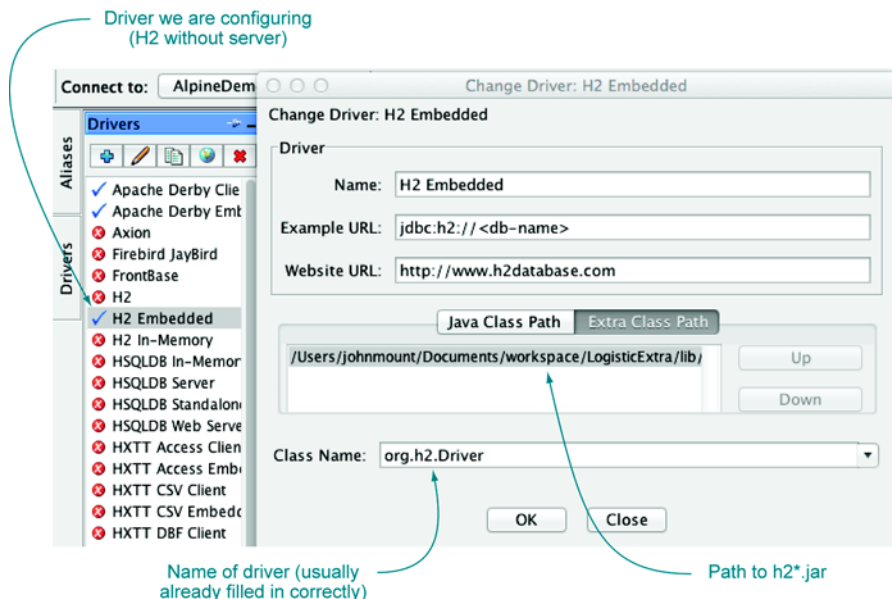 Driver we are configuring
(H2 without server)
Connect to: AlpineDem
Change Driver: H2 Embedded
Change Driver: H2 Embedded
Aliases
Drivers
Drivers
Apache Derby Clie
Apache Derby Emb
Axion
Firebird JayBird
FrontBase
H2
H2 Embedded
H2 In-Memory
HSQLDB In-Memor
HSQLDB Server
HSQLDB Standalon
HSQLDB Web Serve
HXTT Access Clien
HXTT Access Embe
HXTT CSV Client
HXTT CSV Embedd
HXTT DBF Client
Driver
Name: H2 Embedded
Example URL: jdbc:h2://<db-name>
Website URL: http://www.h2database.com
Java Class Path Extra Class Path
/Users/johnmount/Documents/workspace/LogisticExtra/lib/
Up
Down
Class Name: org.h2.Driver
OK Close
Name of driver (usually
already filled in correctly)
Path to h2*.jar